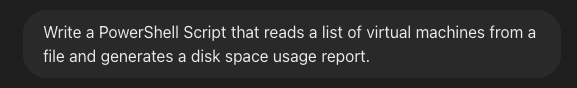 Write a PowerShell Script that reads a list of virtual machines from a
file and generates a disk space usage report.